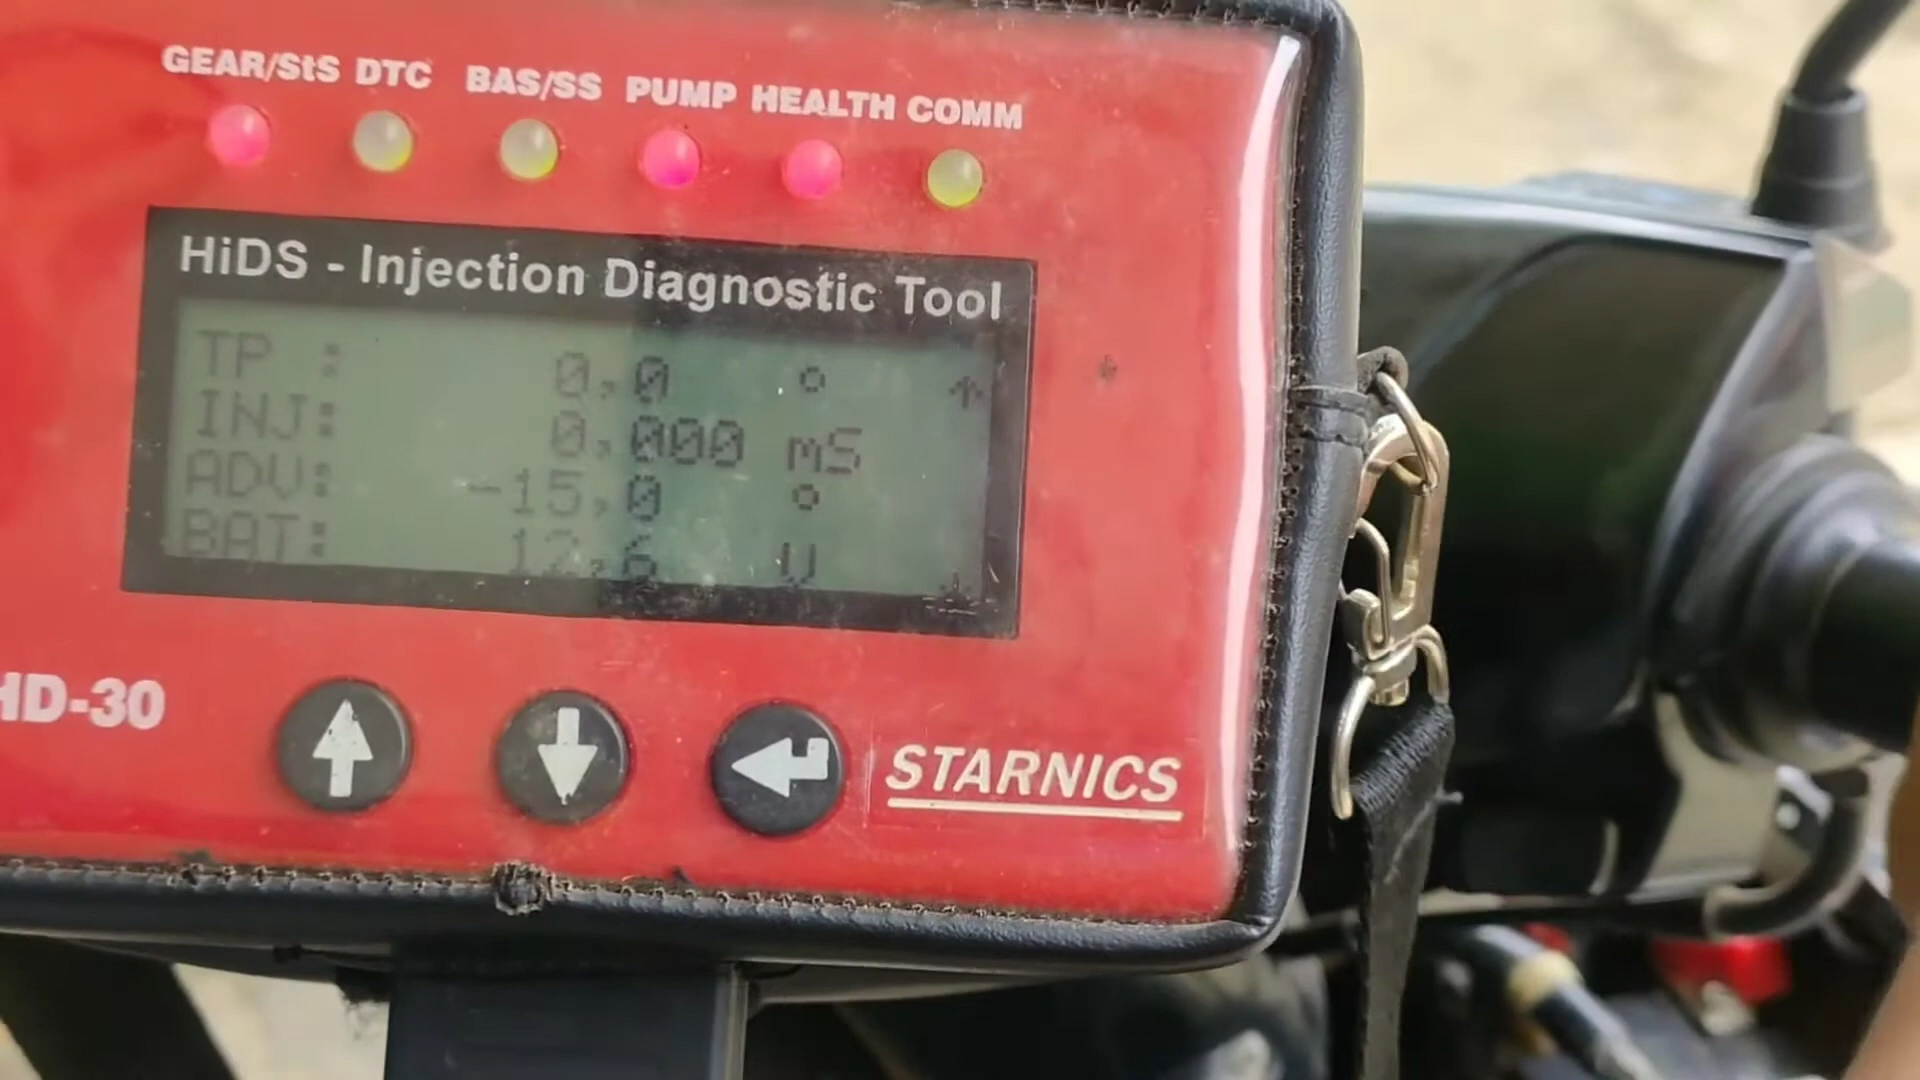 GEAR/StS DTC BAS/SS PUMP HEALTH COMM
HiDS - Injection Diagnostic Tool
TP : 0,0 ° ↑
INJ: 0,000 mS
ADV: -15,0 °
BAT: 12,6 V ↓
HD-30
STARNICS